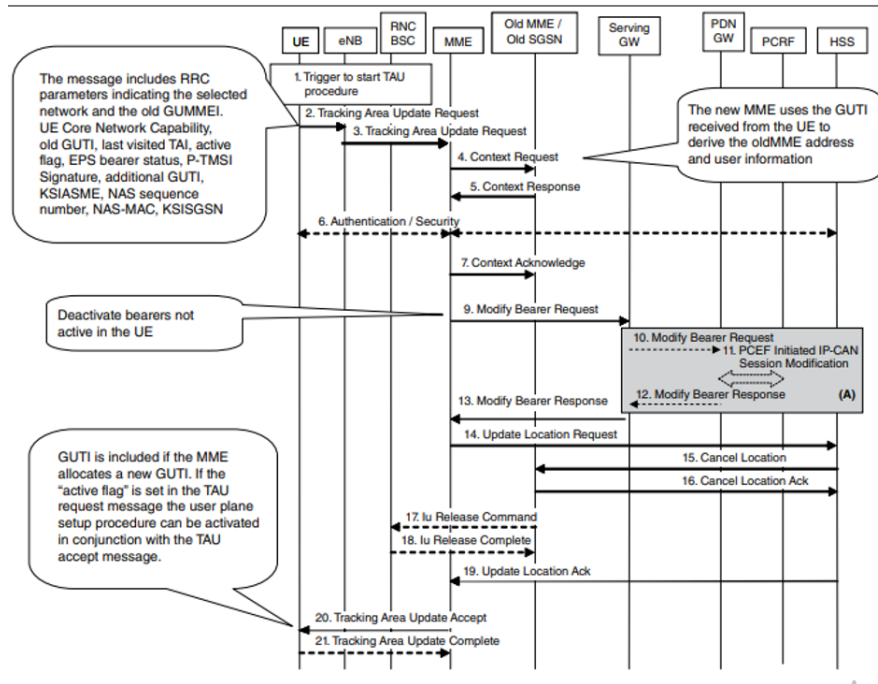 UE
eNB
RNC
BSC
MME
Old MME /
Old SGSN
Serving
GW
PDN
GW
PCRF
HSS
The message includes RRC
parameters indicating the selected
network and the old GUMMEI.
UE Core Network Capability,
old GUTI, last visited TAI, active
flag, EPS bearer status, P-TMSI
Signature, additional GUTI,
KSIASME, NAS sequence
number, NAS-MAC, KSISGSN
1. Trigger to start TAU
procedure
2. Tracking Area Update Request
3. Tracking Area Update Request
The new MME uses the GUTI
received from the UE to
derive the oldMME address
and user information
4. Context Request
5. Context Response
6. Authentication / Security
7. Context Acknowledge
Deactivate bearers not
active in the UE
9. Modify Bearer Request
10. Modify Bearer Request
11. PCEF Initiated IP-CAN
Session Modification
12. Modify Bearer Response
(A)
13. Modify Bearer Response
14. Update Location Request
15. Cancel Location
16. Cancel Location Ack
GUTI is included if the MME
allocates a new GUTI. If the
“active flag” is set in the TAU
request message the user plane
setup procedure can be activated
in conjunction with the TAU
accept message.
17. Iu Release Command
18. Iu Release Complete
19. Update Location Ack
20. Tracking Area Update Accept
21. Tracking Area Update Complete